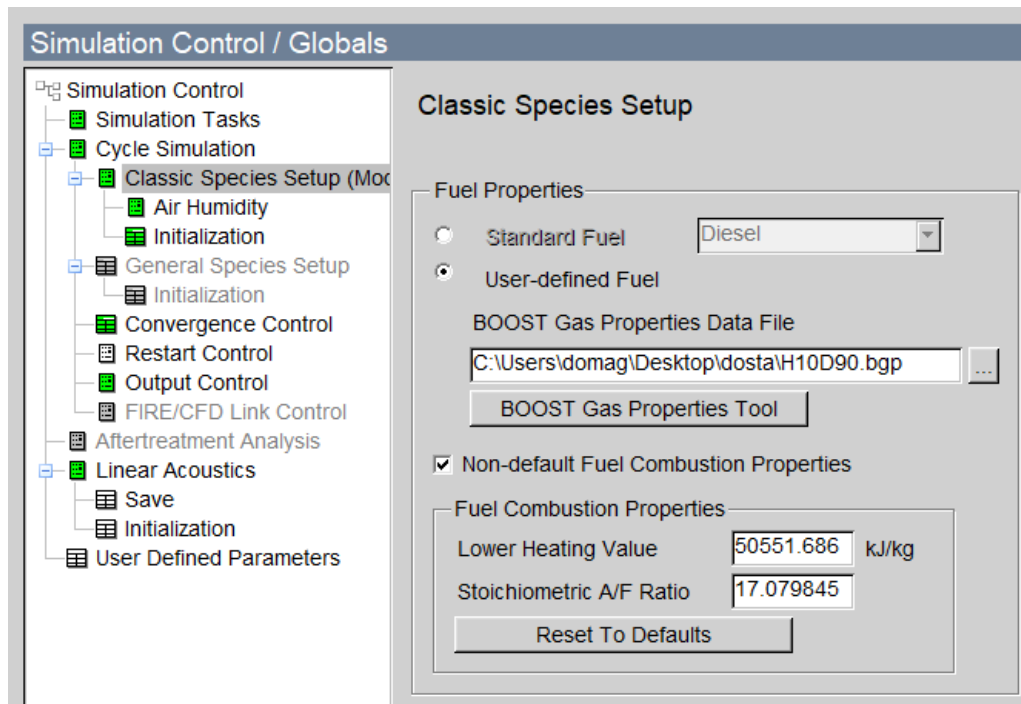 Simulation Control / Globals
Simulation Control
Simulation Tasks
Cycle Simulation
Classic Species Setup (Moc
Air Humidity
Initialization
General Species Setup
Initialization
Convergence Control
Restart Control
Output Control
FIRE/CFD Link Control
Aftertreatment Analysis
Linear Acoustics
Save
Initialization
User Defined Parameters
Classic Species Setup
Fuel Properties
Standard Fuel Diesel
User-defined Fuel
BOOST Gas Properties Data File
C:\Users\domag\Desktop\dosta\H10D90.bgp ...
BOOST Gas Properties Tool
Non-default Fuel Combustion Properties
Fuel Combustion Properties
Lower Heating Value 50551.686 kJ/kg
Stoichiometric A/F Ratio 17.079845
Reset To Defaults